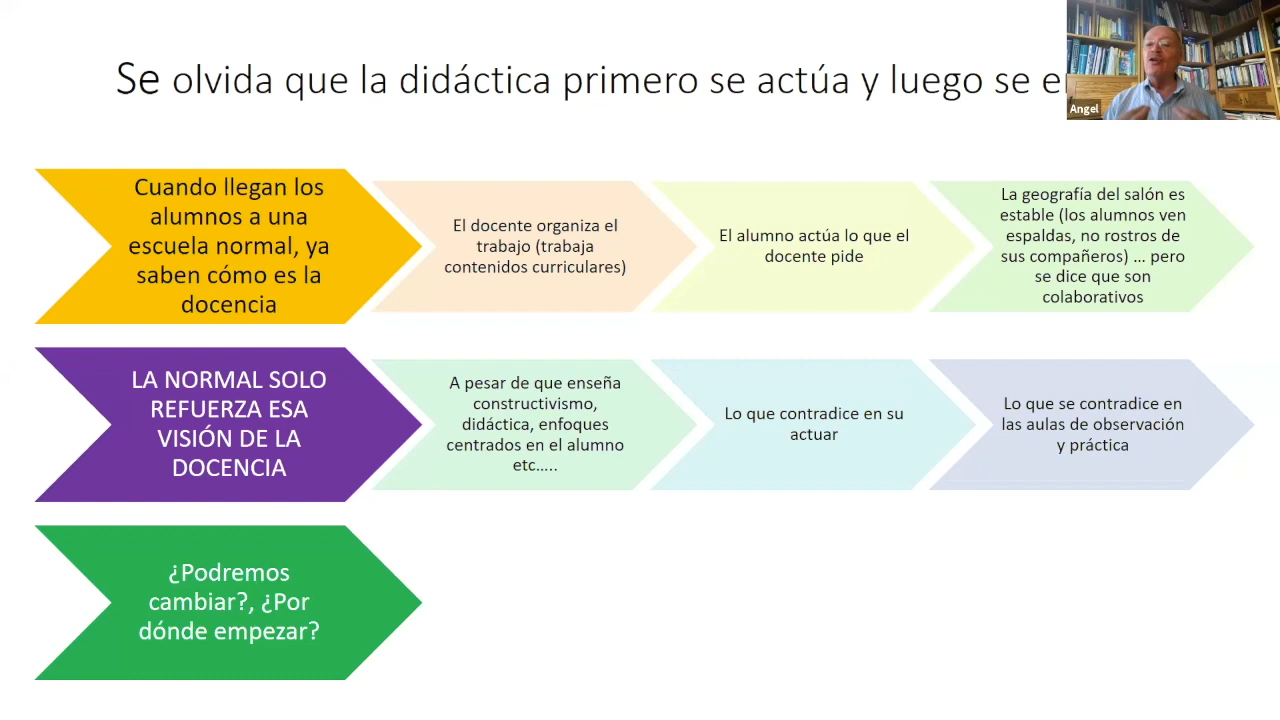 Se olvida que la didáctica primero se actúa y luego se
Angel
Cuando llegan los
alumnos a una
escuela normal, ya
saben cómo es la
docencia
El docente organiza el
trabajo (trabaja
contenidos curriculares)
El alumno actúa lo que el
docente pide
La geografía del salón es
estable (los alumnos ven
espaldas, no rostros de
sus compañeros) ... pero
se dice que son
colaborativos
LA NORMAL SOLO
REFUERZA ESA
VISIÓN DE LA
DOCENCIA
A pesar de que enseña
constructivismo,
didáctica, enfoques
centrados en el alumno
etc.....
Lo que contradice en su
actuar
Lo que se contradice en
las aulas de observación
y práctica
¿Podremos
cambiar?, ¿Por
dónde empezar?